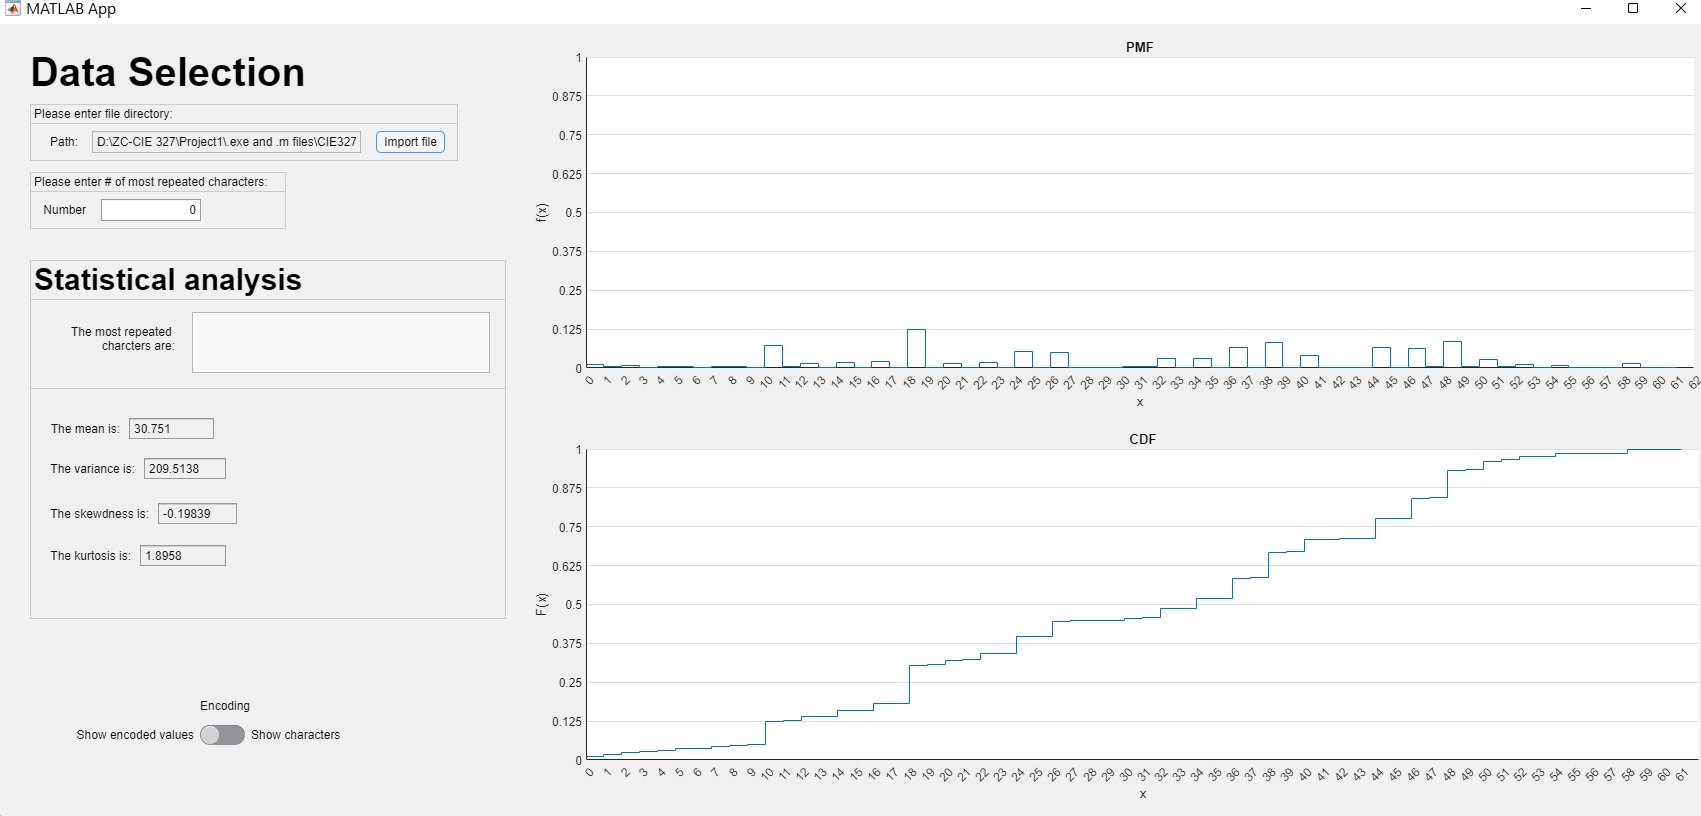 MATLAB App
Data Selection
Please enter file directory:
Path: D:\ZC-CIE 327\Project1\.exe and .m files\CIE327 Import file
Please enter # of most repeated characters:
Number 0
Statistical analysis
The most repeated
charcters are:
The mean is: 30.751
The variance is: 209.5138
The skewdness is: -0.19839
The kurtosis is: 1.8958
Encoding
Show encoded values Show characters
PMF
f(x)
1
0.875
0.75
0.625
0.5
0.375
0.25
0.125
0
0 1 2 3 4 5 6 7 8 9 10 11 12 13 14 15 16 17 18 19 20 21 22 23 24 25 26 27 28 29 30 31 32 33 34 35 36 37 38 39 40 41 42 43 44 45 46 47 48 49 50 51 52 53 54 55 56 57 58 59 60 61 62
x
CDF
F(x)
1
0.875
0.75
0.625
0.5
0.375
0.25
0.125
0
0 1 2 3 4 5 6 7 8 9 10 11 12 13 14 15 16 17 18 19 20 21 22 23 24 25 26 27 28 29 30 31 32 33 34 35 36 37 38 39 40 41 42 43 44 45 46 47 48 49 50 51 52 53 54 55 56 57 58 59 60 61
x